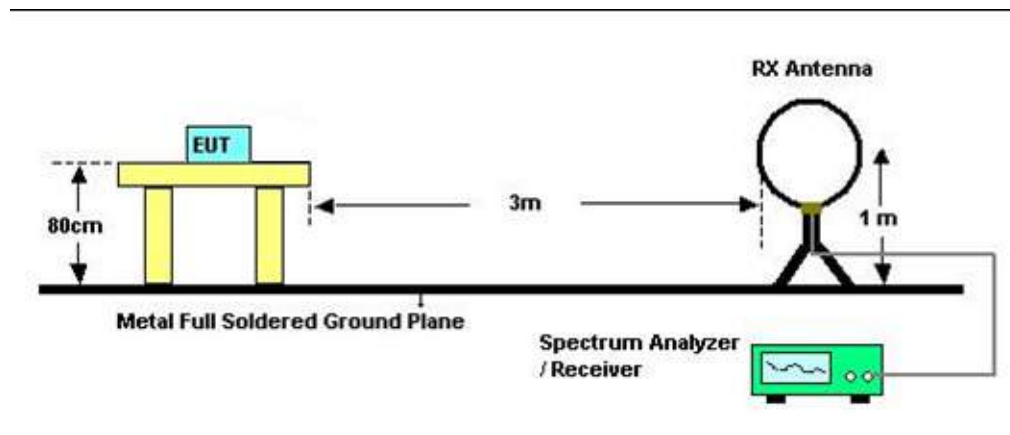 RX Antenna
EUT
80cm
3m
1 m
Metal Full Soldered Ground Plane
Spectrum Analyzer
/ Receiver